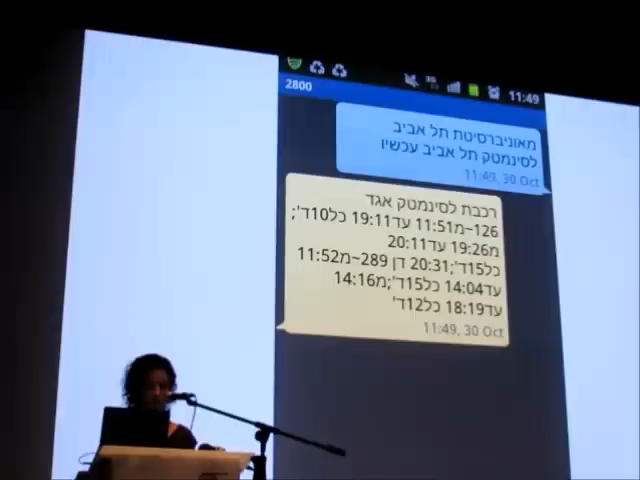 3G
11:49
2800
מאוניברסיטת תל אביב
לסינמטק תל אביב עכשיו
11:49, 30 Oct
רכבת לסינמטק אגד
126~מ11:51 עד19:11 כל10ד';
מ19:26 עד20:11
כל15ד';20:31 דן 289~מ11:52
עד14:04 כל15ד';מ14:16
עד18:19 כל12ד'
11:49, 30 Oct